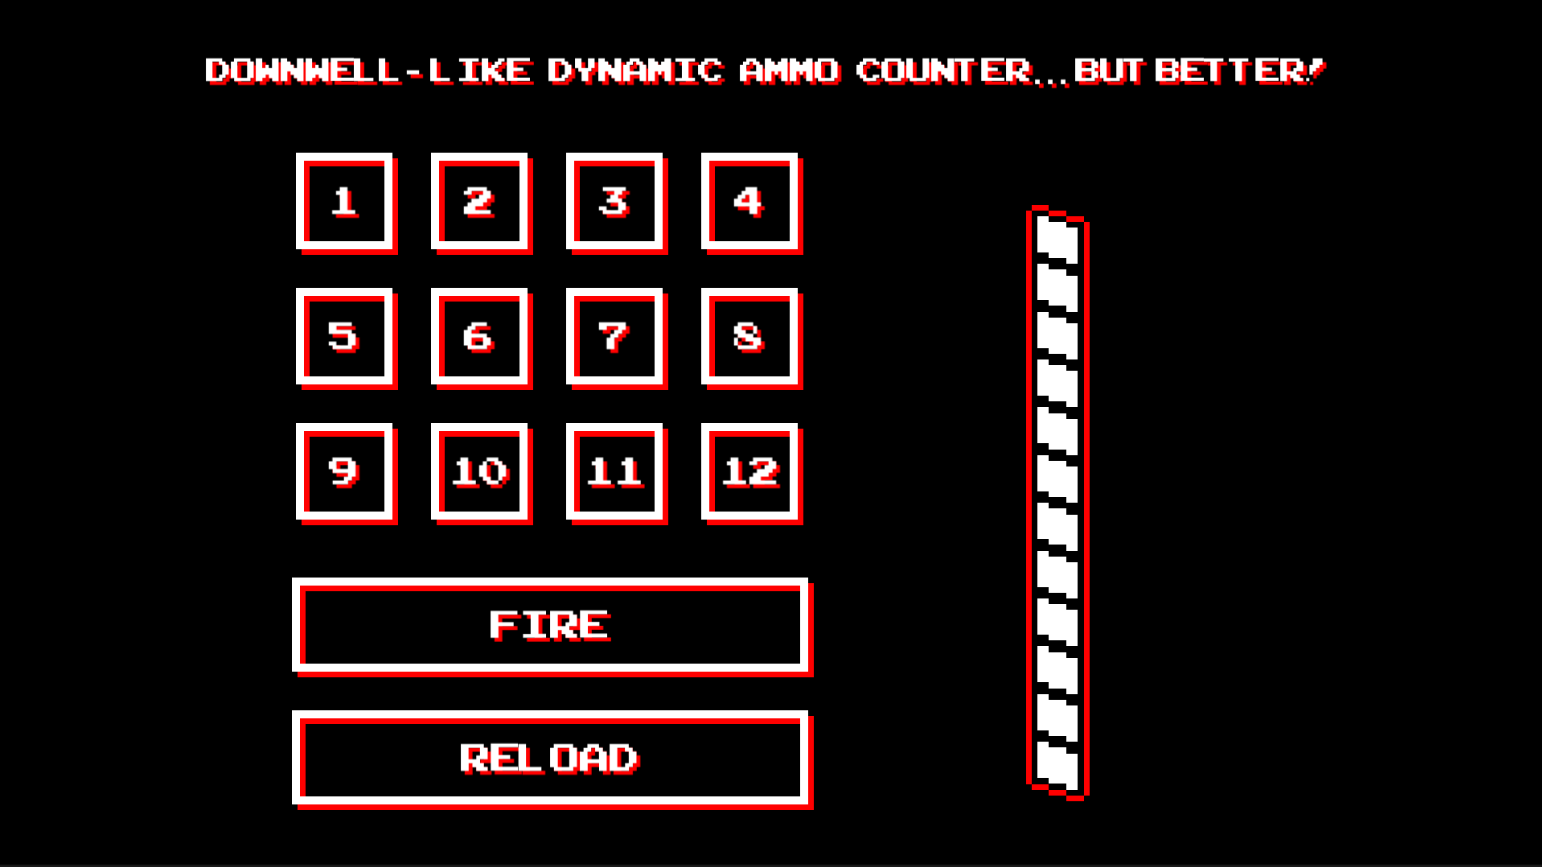 DOWNWELL-LIKE DYNAMIC AMMO COUNTER...BUT BETTER!
1 2 3 4
5 6 7 8
9 10 11 12
FIRE
RELOAD